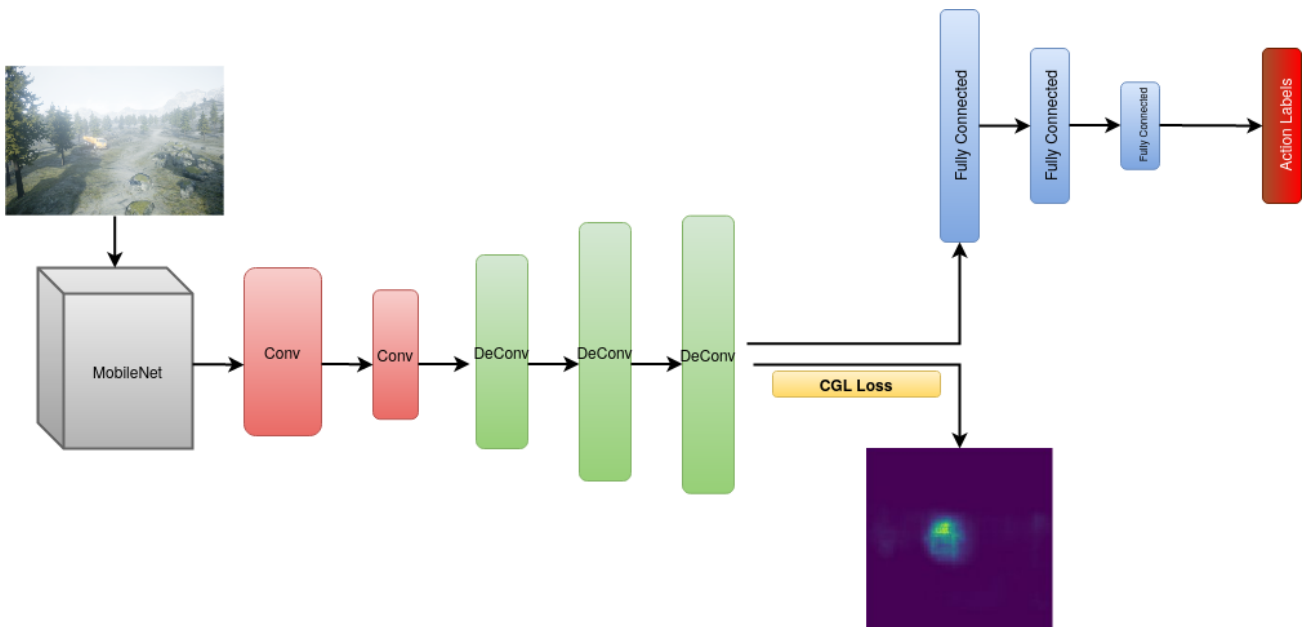 MobileNet
Conv
Conv
DeConv
DeConv
DeConv
CGL Loss
Fully Connected
Fully Connected
Fully Connected
Action Labels